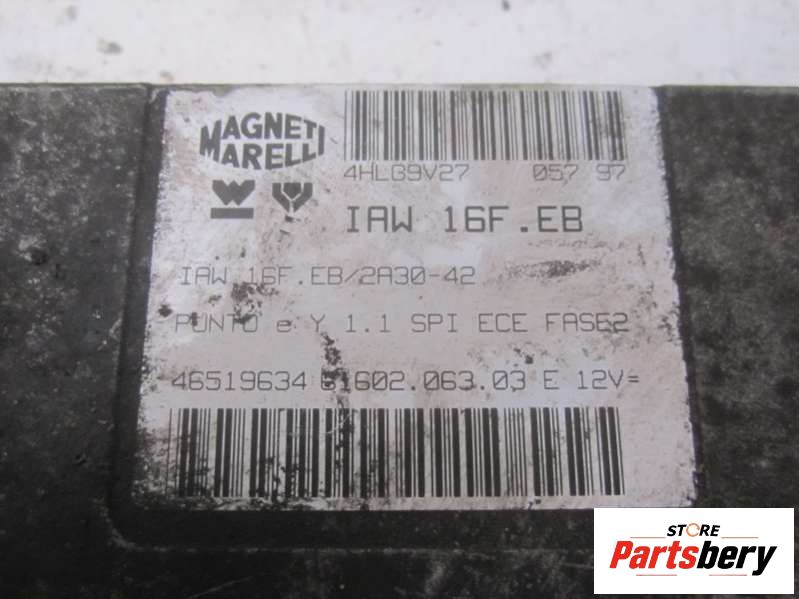 MAGNETI
MARELLI
4HLG9V27 057 97
IAW 16F.EB
IAW 16F.EB/2A30-42
PUNTO e Y 1.1 SPI ECE FASE2
46519634 61602.063.03 E 12V=
STORE
Partsbery